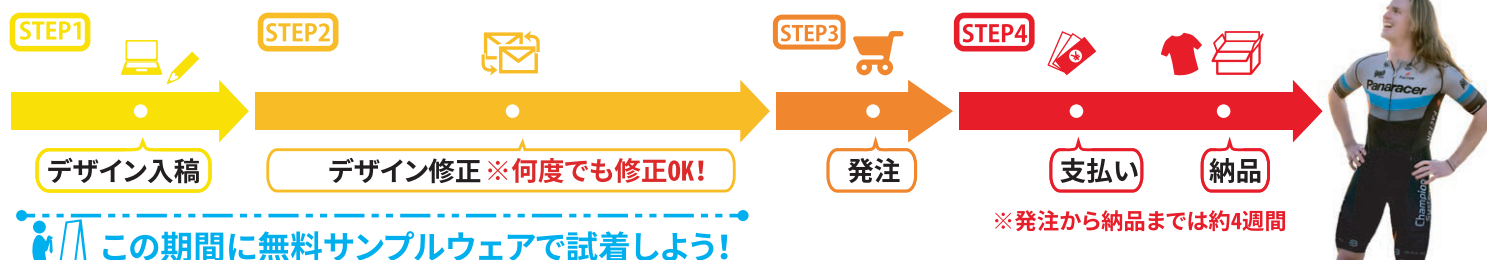 STEP1
デザイン入稿
STEP2
デザイン修正 ※何度でも修正OK!
STEP3
発注
STEP4
支払い
納品
※発注から納品までは約4週間
この期間に無料サンプルウェアで試着しよう!
Panaracer
Champion